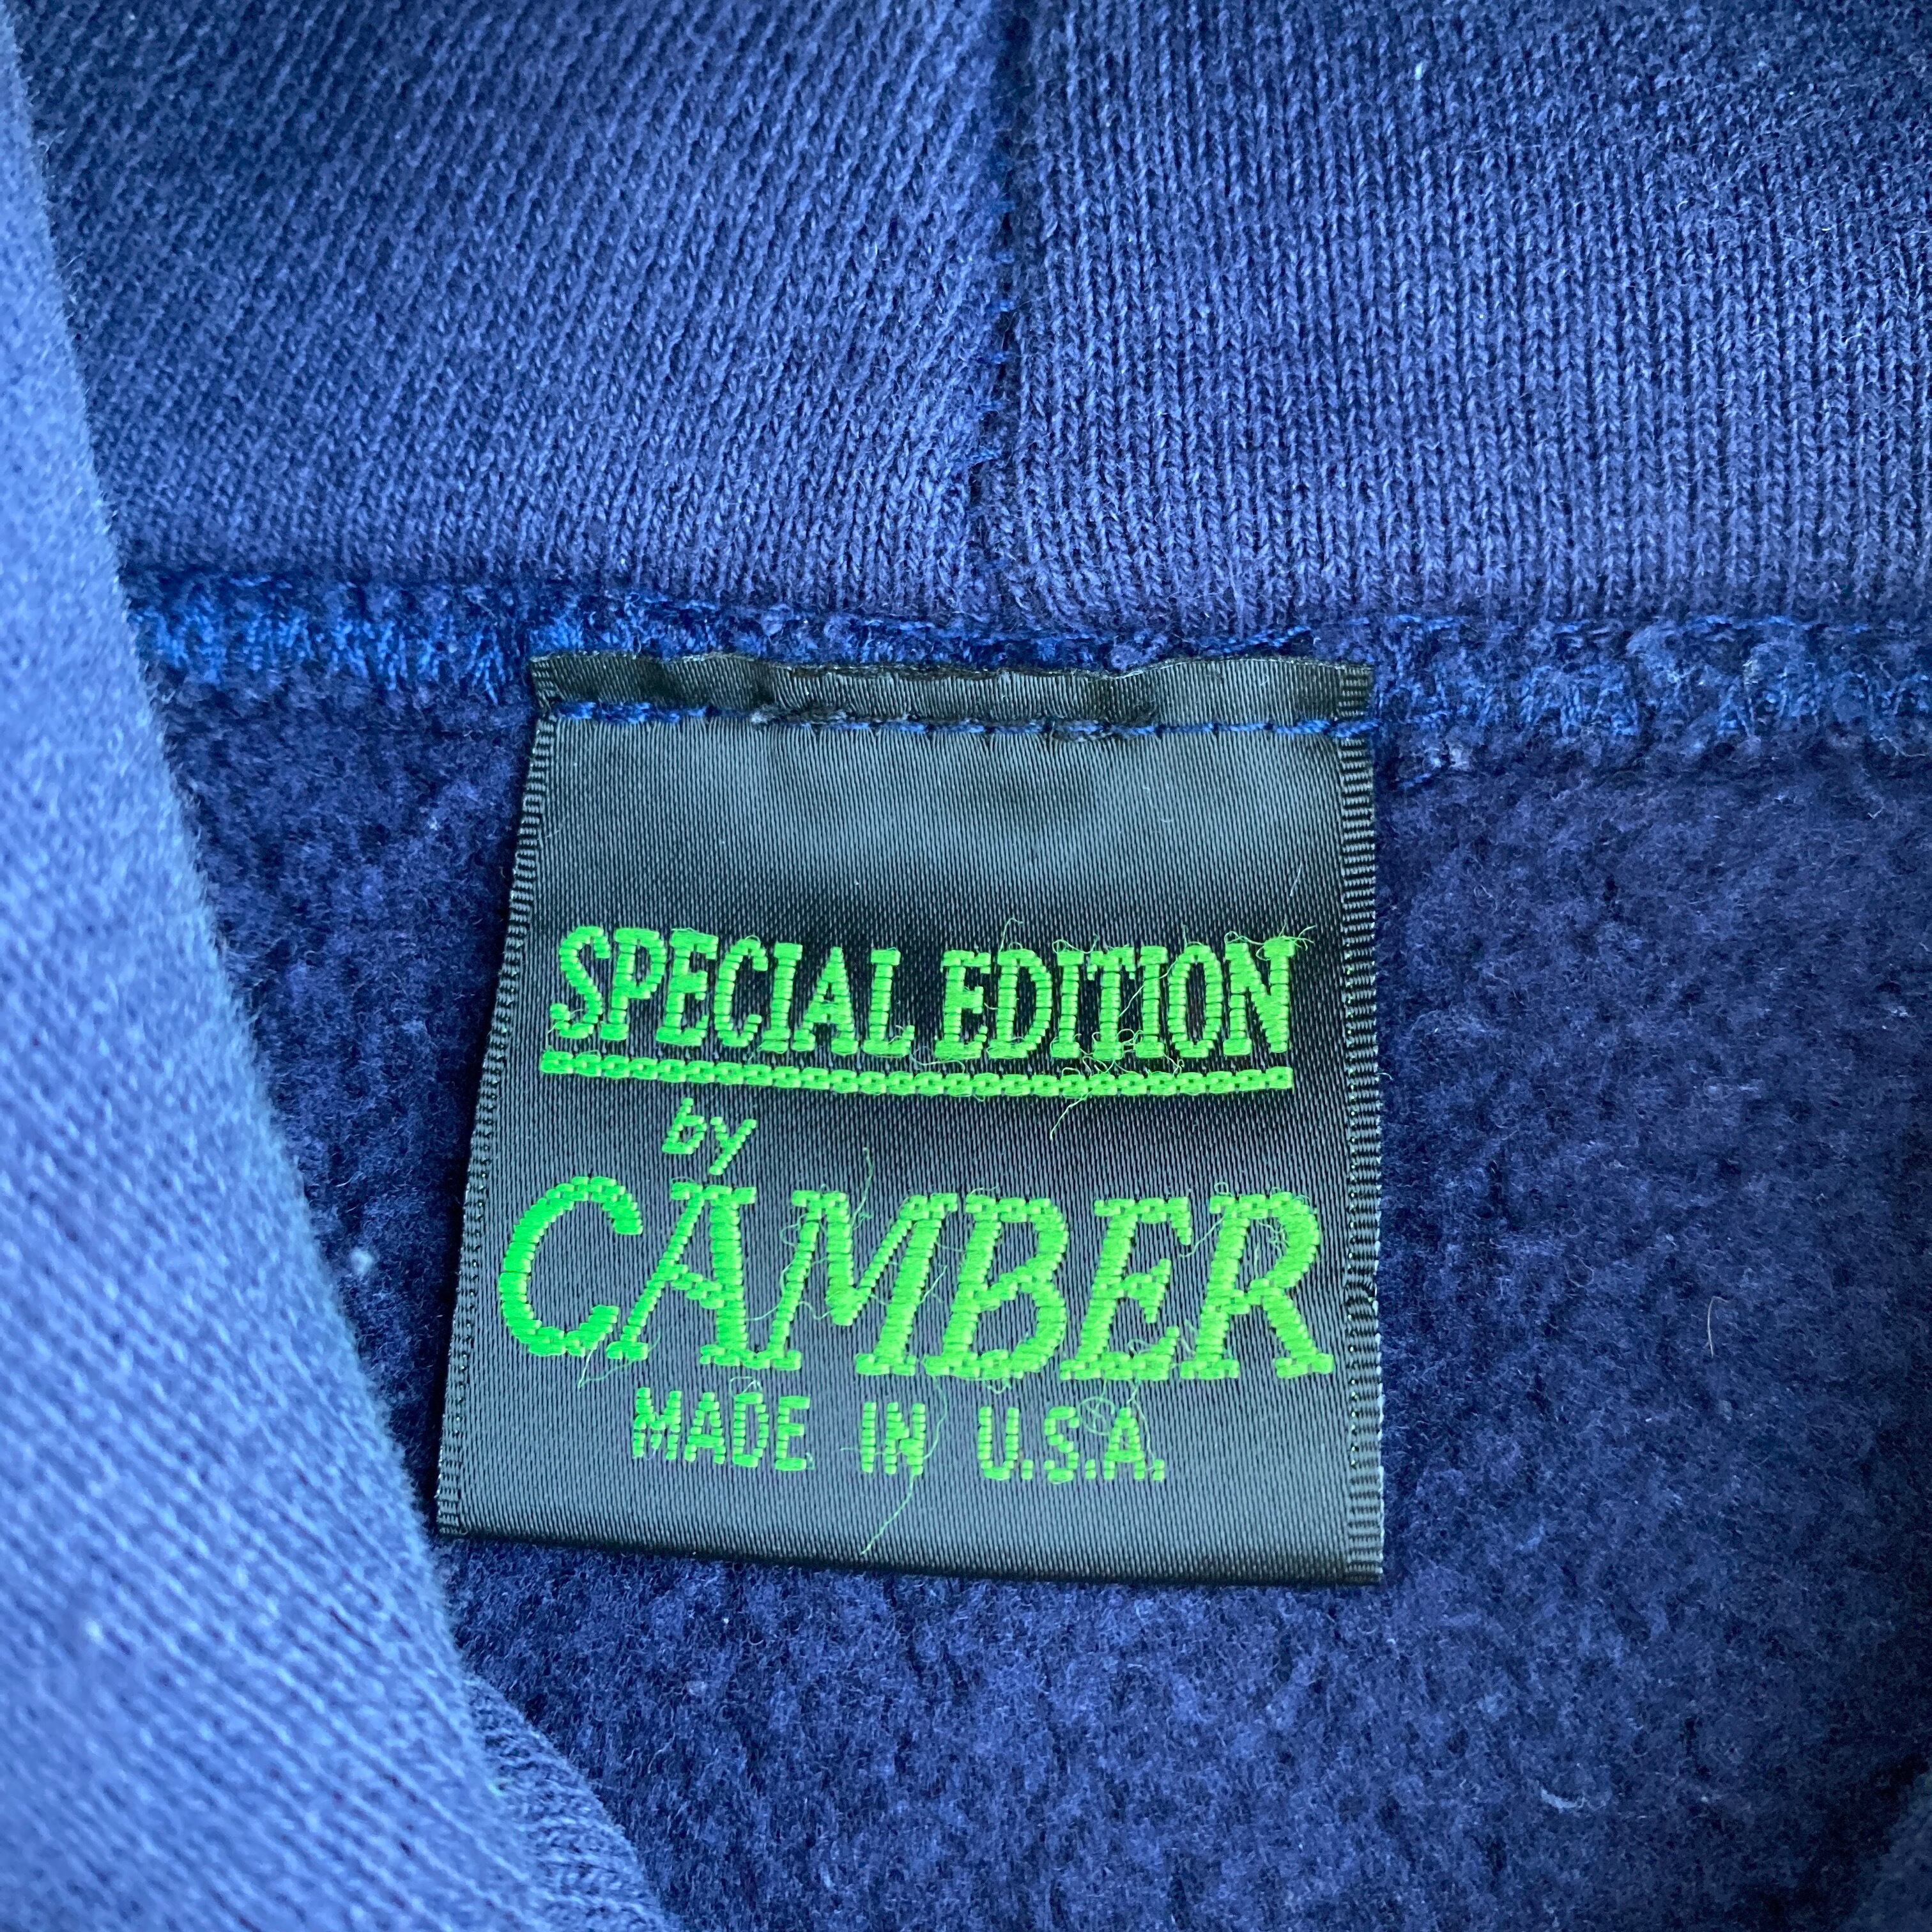 SPECIAL EDITION
by
CAMBER
MADE IN U.S.A.